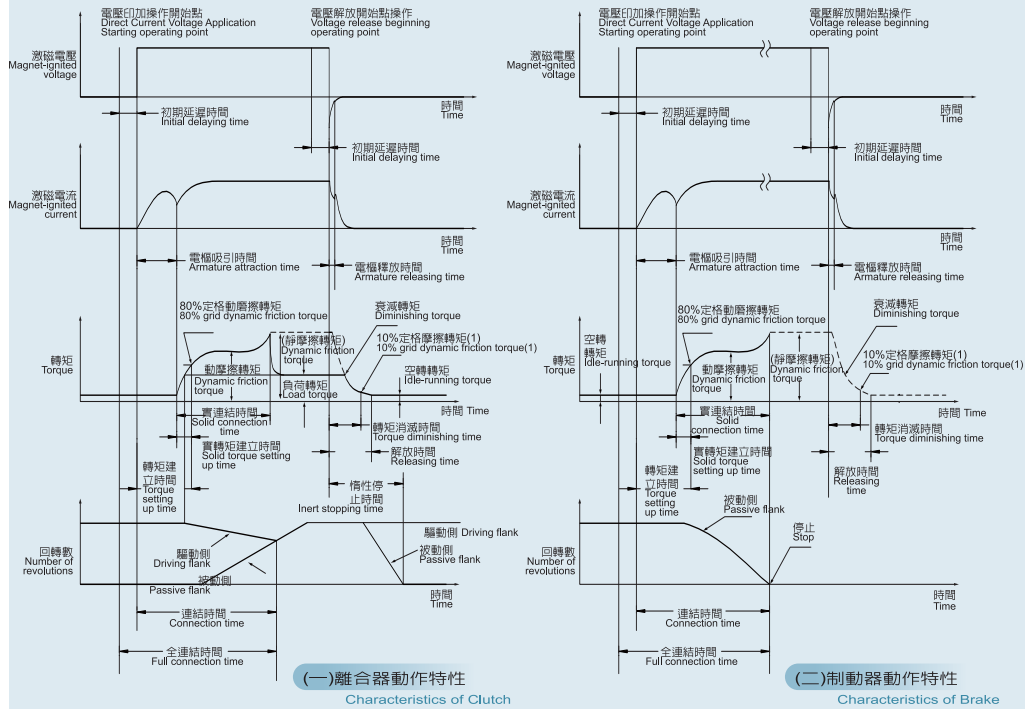 電壓印加操作開始點
Direct Current Voltage Application
Starting operating point
電壓解放開始點操作
Voltage release beginning
operating point
激磁電壓
Magnet-ignited
voltage
時間
Time
初期延遲時間
Initial delaying time
初期延遲時間
Initial delaying time
激磁電流
Magnet-ignited
current
時間
Time
電樞吸引時間
Armature attraction time
電樞釋放時間
Armature releasing time
80%定格動磨擦轉矩
80% grid dynamic friction torque
衰減轉矩
Diminishing torque
(靜摩擦轉矩)
Dynamic friction
torque
10%定格摩擦轉矩(1)
10% grid dynamic friction torque(1)
轉矩
Torque
動摩擦轉矩
Dynamic friction
torque
負荷轉矩
Load torque
空轉轉矩
Idle-running torque
時間 Time
實連結時間
Solid connection
time
轉矩消滅時間
Torque diminishing time
實轉矩建立時間
Solid torque setting
up time
解放時間
Releasing time
轉矩建
立時間
Torque
setting
up time
惰性停
止時間
Inert stopping time
驅動側 Driving flank
回轉數
Number of
revolutions
驅動側
Driving flank
被動側
Passive flank
被動側
Passive flank
時間
Time
連結時間
Connection time
全連結時間
Full connection time
(一)離合器動作特性
Characteristics of Clutch
電壓印加操作開始點
Direct Current Voltage Application
Starting operating point
電壓解放開始點操作
Voltage release beginning
operating point
激磁電壓
Magnet-ignited
voltage
時間
Time
初期延遲時間
Initial delaying time
初期延遲時間
Initial delaying time
激磁電流
Magnet-ignited
current
時間
Time
電樞吸引時間
Armature attraction time
電樞釋放時間
Armature releasing time
80%定格動磨擦轉矩
80% grid dynamic friction torque
衰減轉矩
Diminishing torque
空轉
轉矩
Idle-running torque
轉矩
Torque
動摩擦轉矩
Dynamic friction
torque
(靜摩擦轉矩)
Dynamic friction
torque
10%定格摩擦轉矩(1)
10% grid dynamic friction torque(1)
時間 Time
實連結時間
Solid
connection time
轉矩消滅時間
Torque diminishing time
實轉矩建立時間
Solid torque setting
up time
解放時間
Releasing
time
轉矩建
立時間
Torque
setting
up time
被動側
Passive flank
停止
Stop
回轉數
Number of
revolutions
時間
Time
連結時間
Connection time
全連結時間
Full connection time
(二)制動器動作特性
Characteristics of Brake